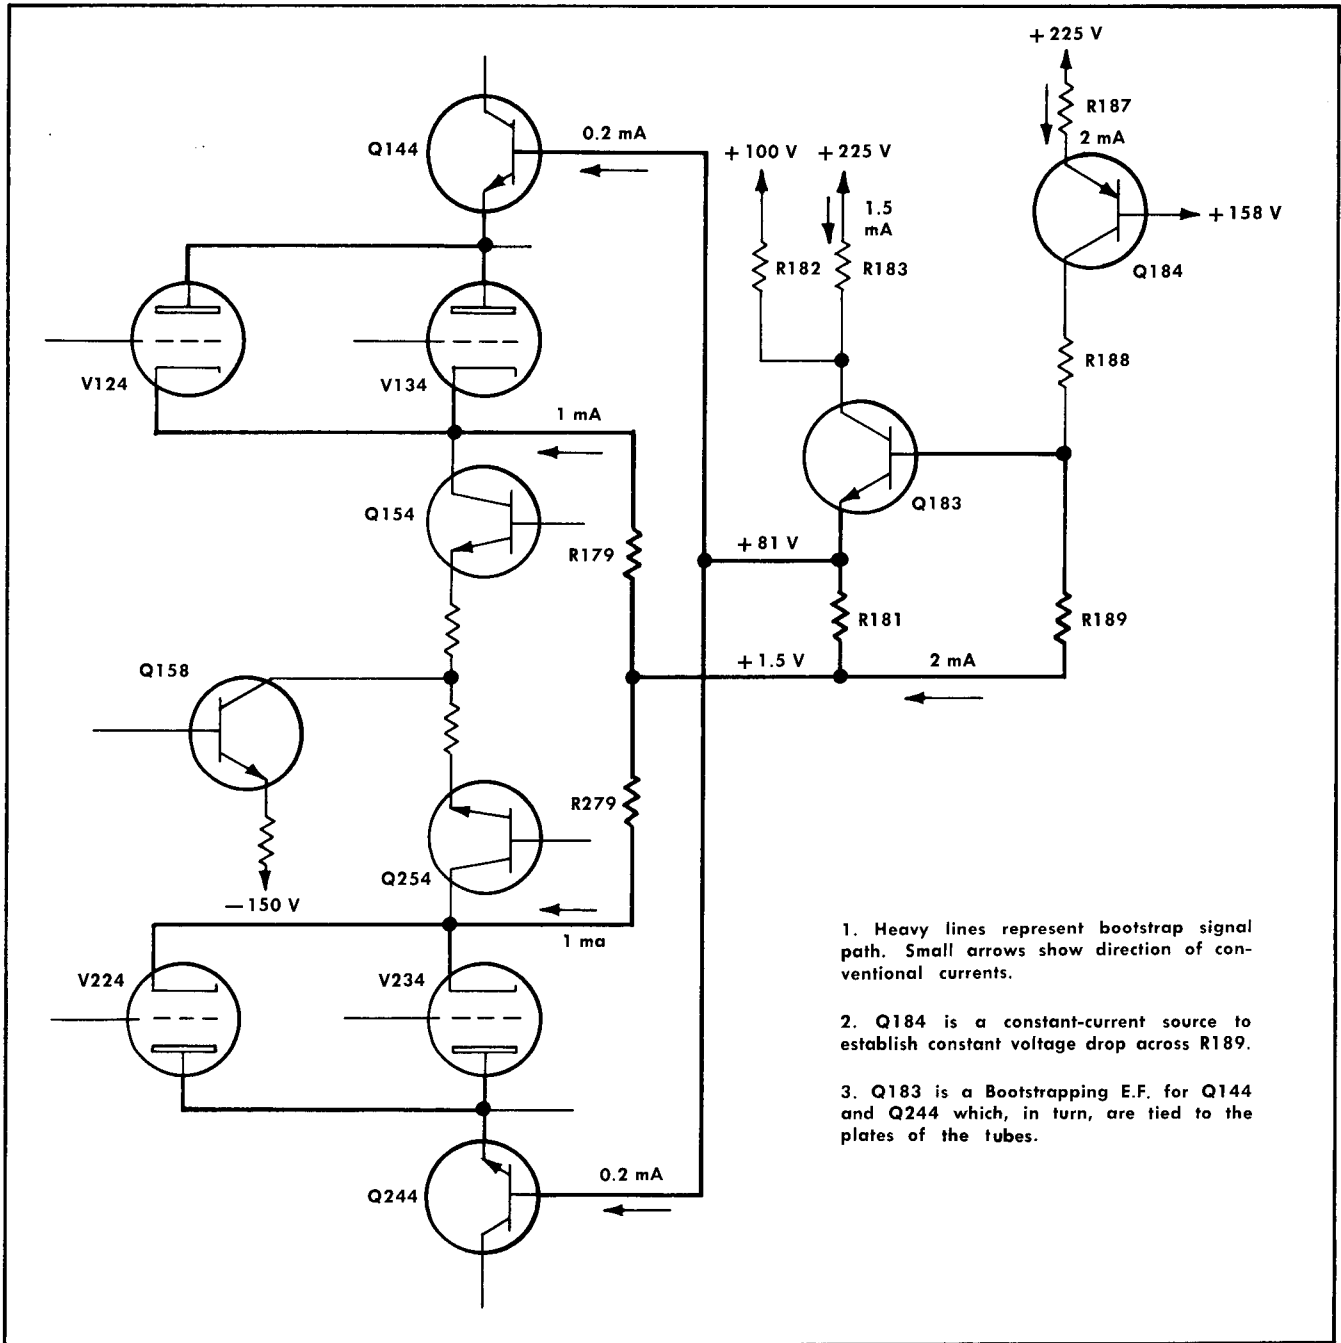 +225 V
R187
2 mA
Q144
0.2 mA
+100 V
+225 V
1.5
mA
+158 V
R182
R183
Q184
R188
V124
V134
1 mA
Q183
Q154
R179
+81 V
R181
R189
+1.5 V
2 mA
Q158
R279
Q254
—150 V
1 ma
V224
V234
Q244
0.2 mA
1. Heavy lines represent bootstrap signal
path. Small arrows show direction of con-
ventional currents.
2. Q184 is a constant-current source to
establish constant voltage drop across R189.
3. Q183 is a Bootstrapping E.F. for Q144
and Q244 which, in turn, are tied to the
plates of the tubes.